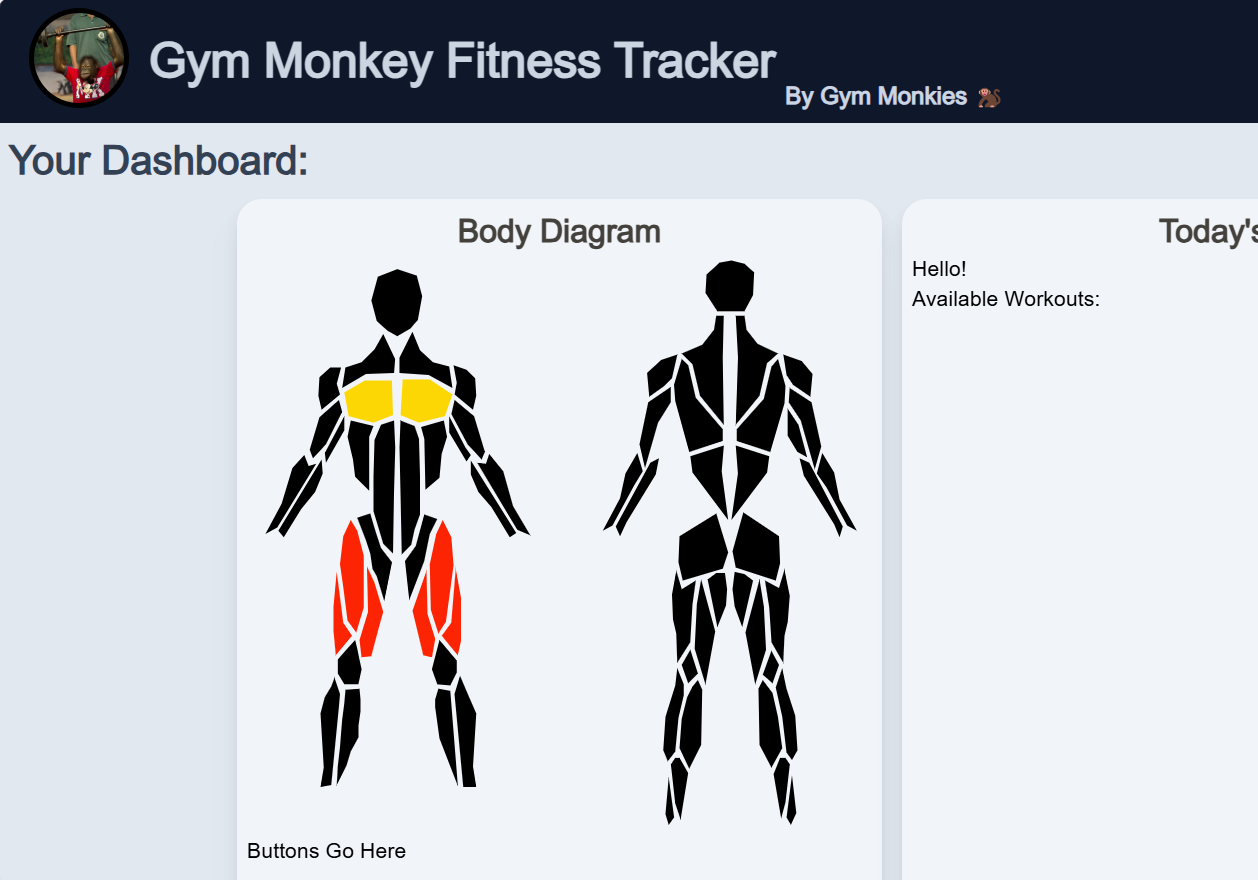 Gym Monkey Fitness Tracker
By Gym Monkies 🐒
Your Dashboard:
Body Diagram
Today's
Hello!
Available Workouts:
Buttons Go Here